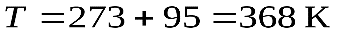 T = 273 + 95 = 368 K